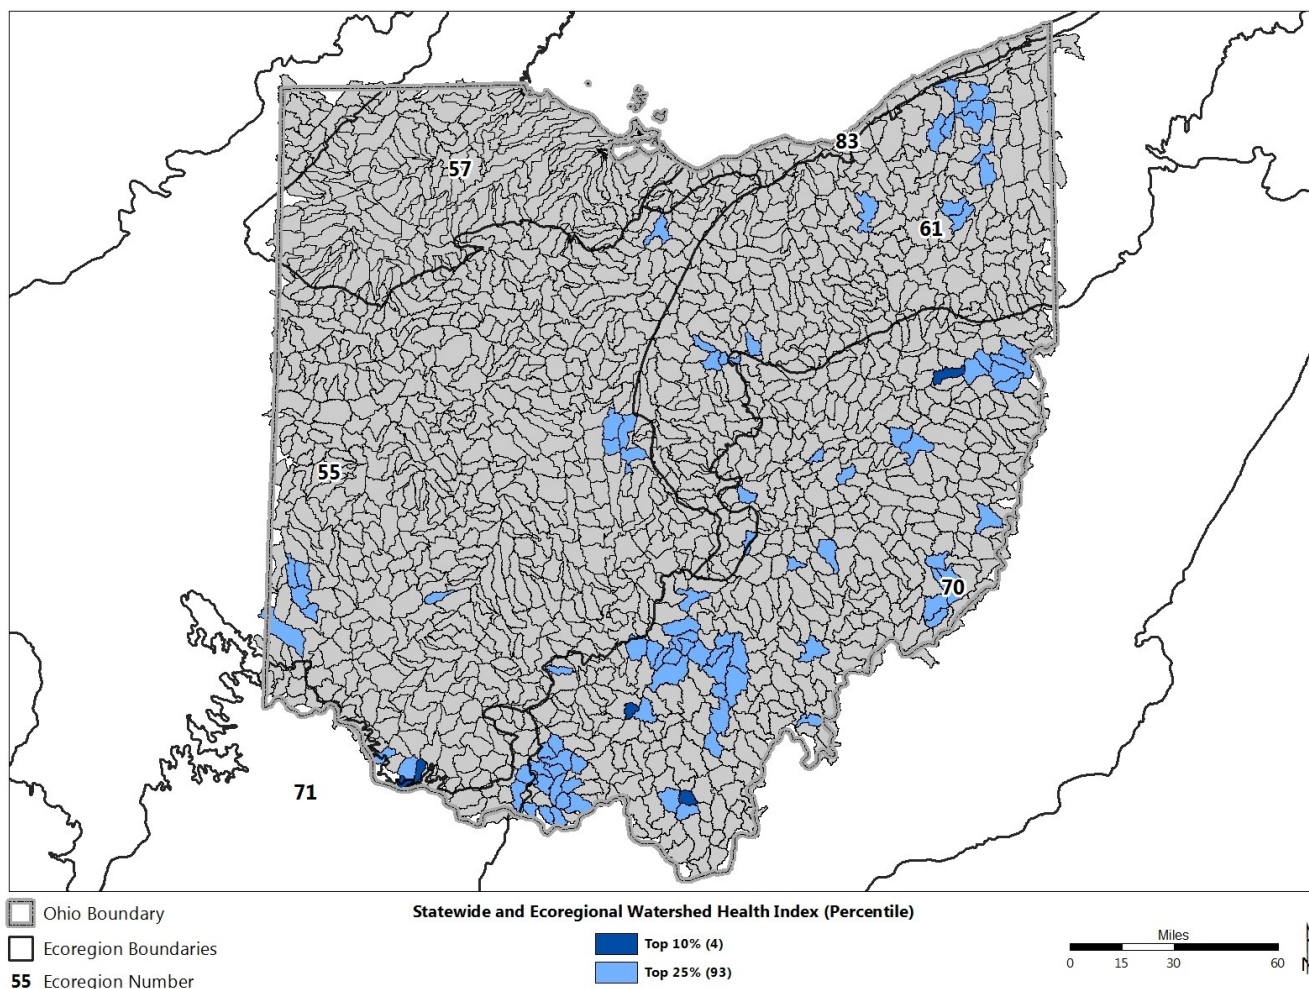 83
57
61
55
70
71
Ohio Boundary
Ecoregion Boundaries
55 Ecoregion Number
Statewide and Ecoregional Watershed Health Index (Percentile)
Top 10% (4)
Top 25% (93)
Miles
0 15 30 60
N